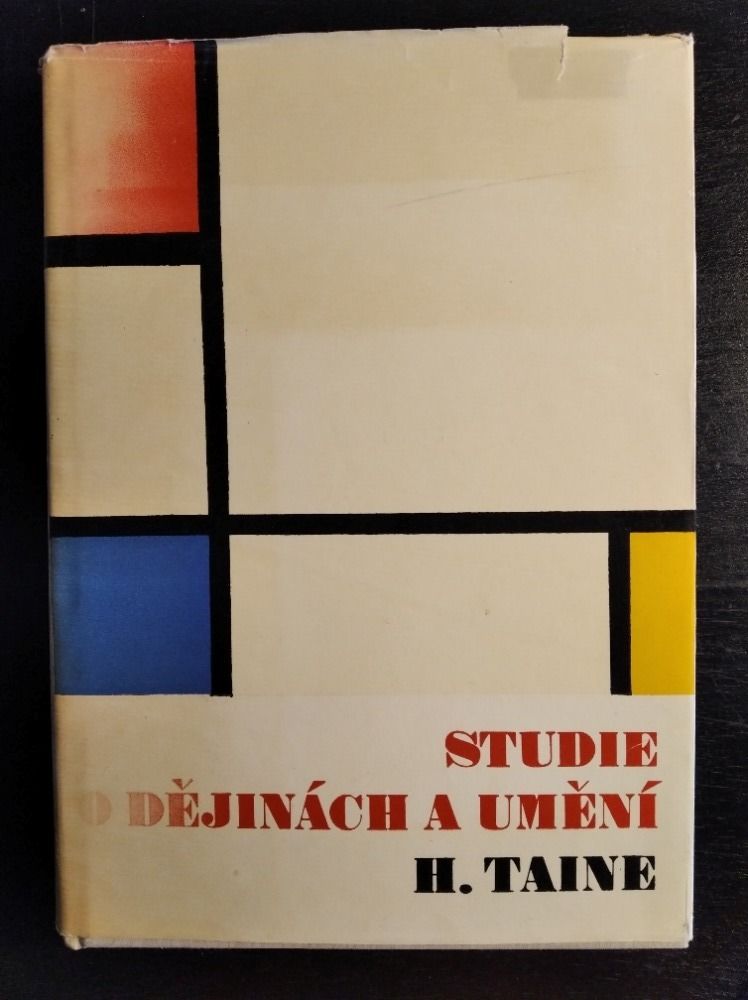 STUDIE
O DĚJINÁCH A UMĚNÍ
H. TAINE